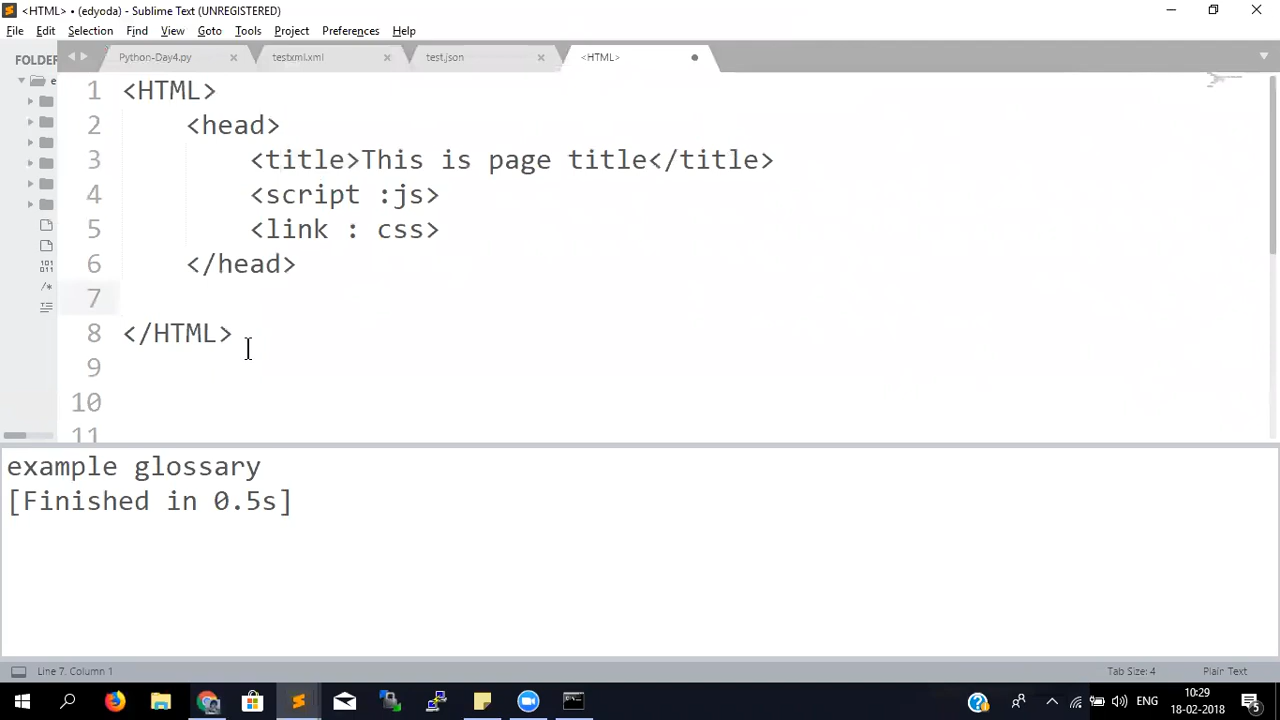 <HTML> • (edyoda) - Sublime Text (UNREGISTERED)
File Edit Selection Find View Goto Tools Project Preferences Help
FOLDER Python-Day4.py testxml.xml test.json <HTML>
1 <HTML>
2 <head>
3 <title>This is page title</title>
4 <script :js>
5 <link : css>
6 </head>
7
8 </HTML>
9
10
11
example glossary
[Finished in 0.5s]
Line 7, Column 1 Tab Size: 4 Plain Text
ENG 10:29
18-02-2018 5